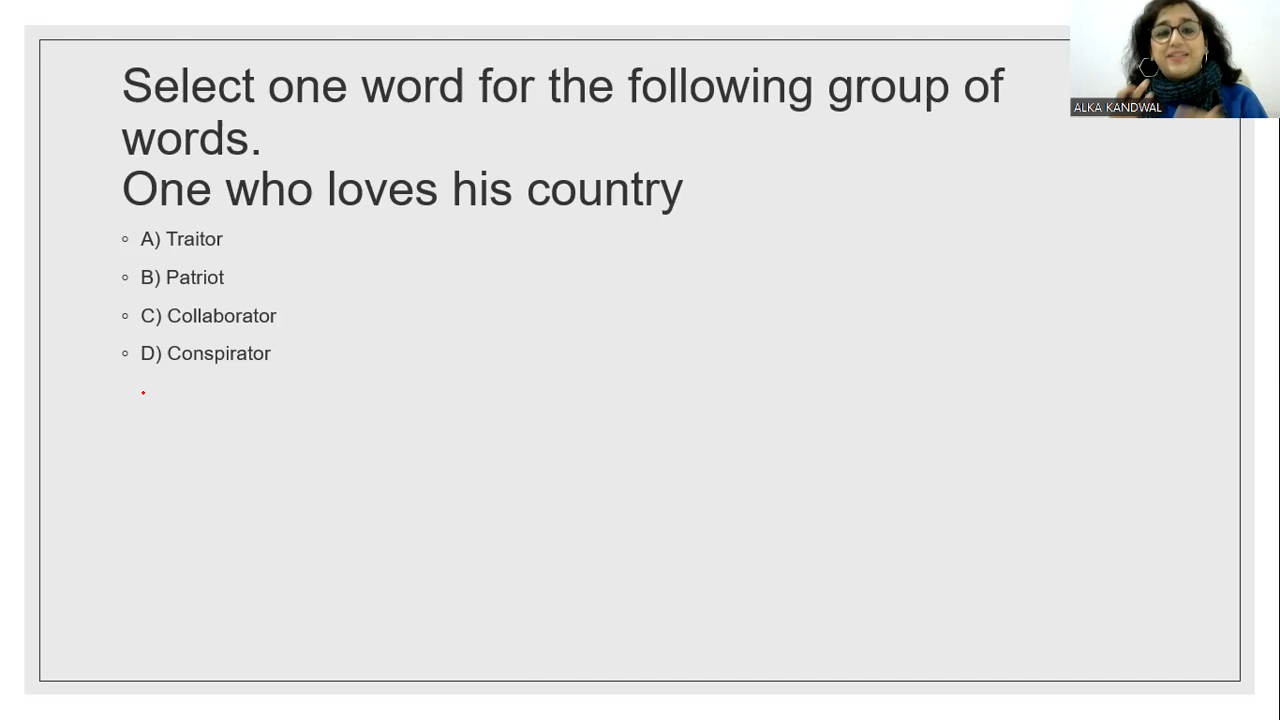 Select one word for the following group of
words.
One who loves his country
A) Traitor
B) Patriot
C) Collaborator
D) Conspirator
ALKA KANDWAL